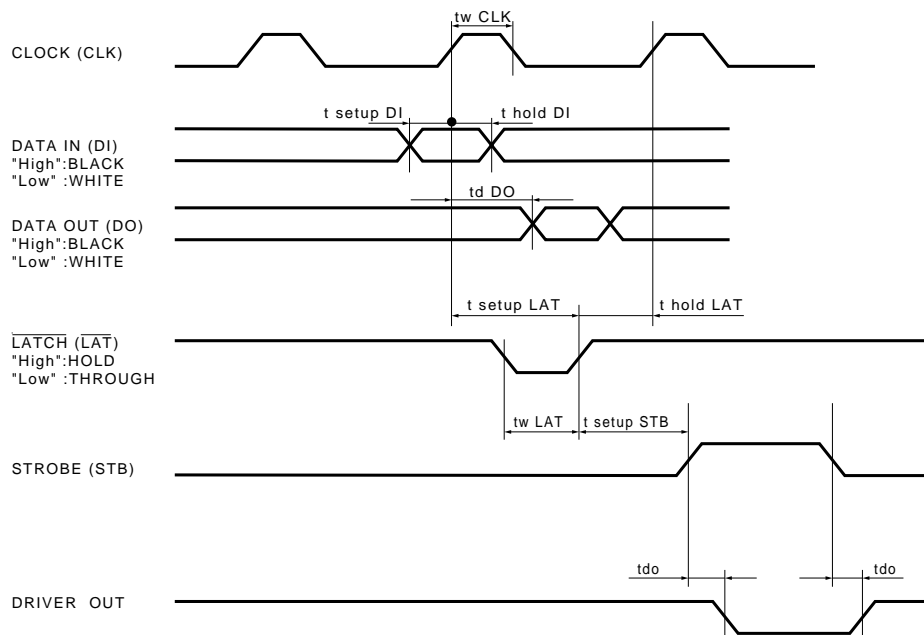 tw CLK
CLOCK (CLK)
t setup DI
t hold DI
DATA IN (DI)
"High":BLACK
"Low" :WHITE
td DO
DATA OUT (DO)
"High":BLACK
"Low" :WHITE
t setup LAT
t hold LAT
LATCH (LAT)
"High":HOLD
"Low" :THROUGH
tw LAT
t setup STB
STROBE (STB)
tdo
tdo
DRIVER OUT